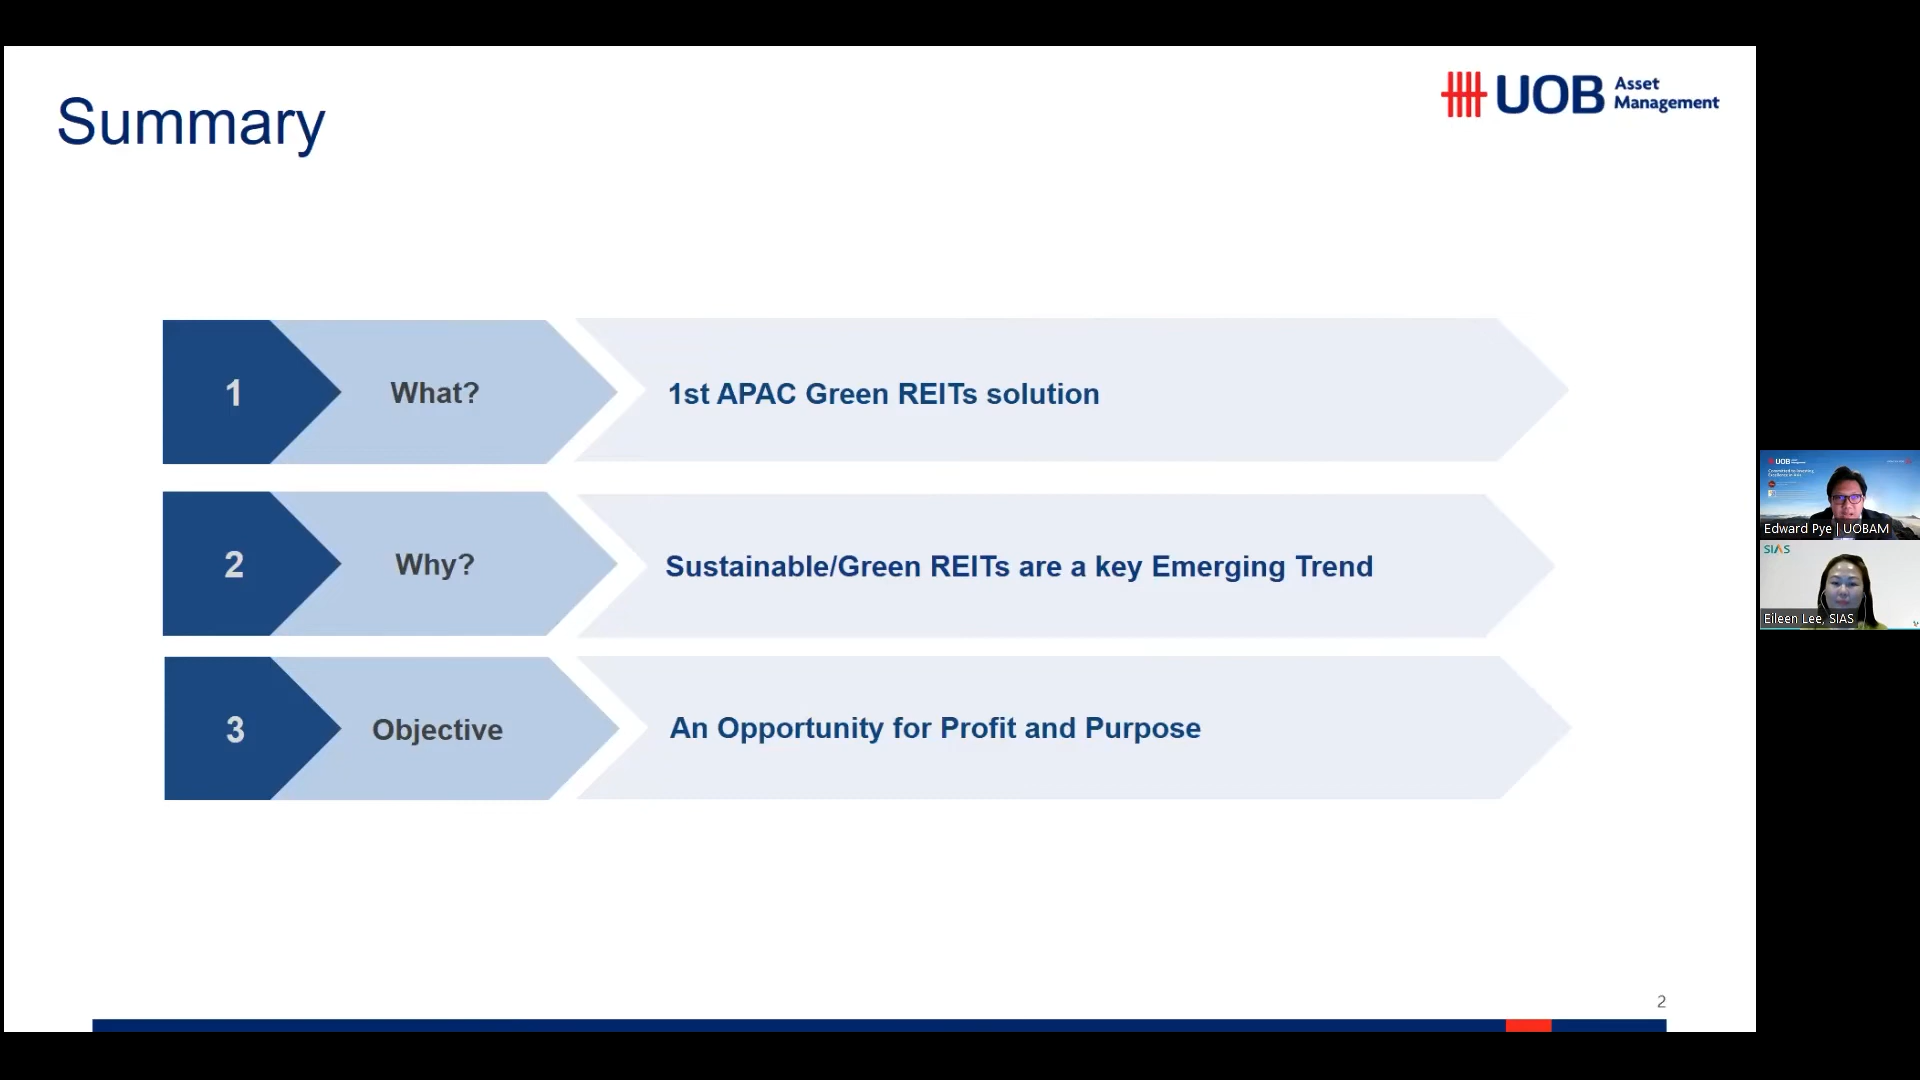 Summary
UOB Asset
Management
1
What?
1st APAC Green REITs solution
2
Why?
Sustainable/Green REITs are a key Emerging Trend
3
Objective
An Opportunity for Profit and Purpose
2
UOB
Edward Pye | UOBAM
SIAS
Eileen Lee, SIAS